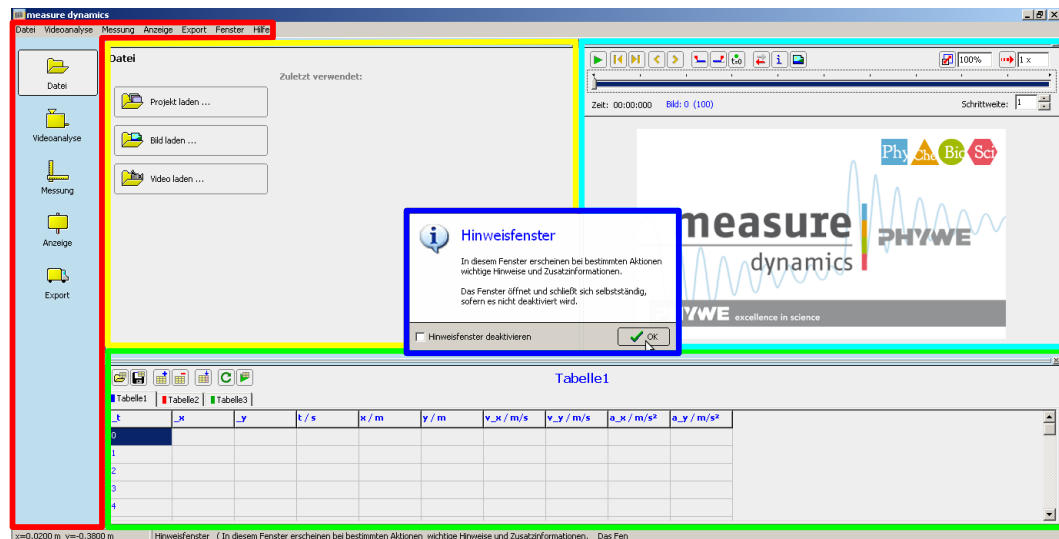 measure dynamics
Datei Videoanalyse Messung Anzeige Export Fenster Hilfe
Datei
Videoanalyse
Messung
Anzeige
Export
Datei
Zuletzt verwendet:
Projekt laden ...
Bild laden ...
Video laden ...
t=0
i
100%
1 x
Zeit: 00:00:000 Bild: 0 (100)
Schrittweite: 1
Phy Che Bio Sci
measure
dynamics
PHYWE
YWE excellence in science
Hinweisfenster
In diesem Fenster erscheinen bei bestimmten Aktionen
wichtige Hinweise und Zusatzinformationen.
Das Fenster öffnet und schließt sich selbstständig,
sofern es nicht deaktiviert wird.
Hinweisfenster deaktivieren
OK
Tabelle1
Tabelle1 Tabelle2 Tabelle3
_t _x _y t / s x / m y / m v_x / m/s v_y / m/s a_x / m/s² a_y / m/s²
0
1
2
3
4
x=0.0200 m y=-0.3800 m Hinweisfenster ( In diesem Fenster erscheinen bei bestimmten Aktionen wichtige Hinweise und Zusatzinformationen. Das Fen